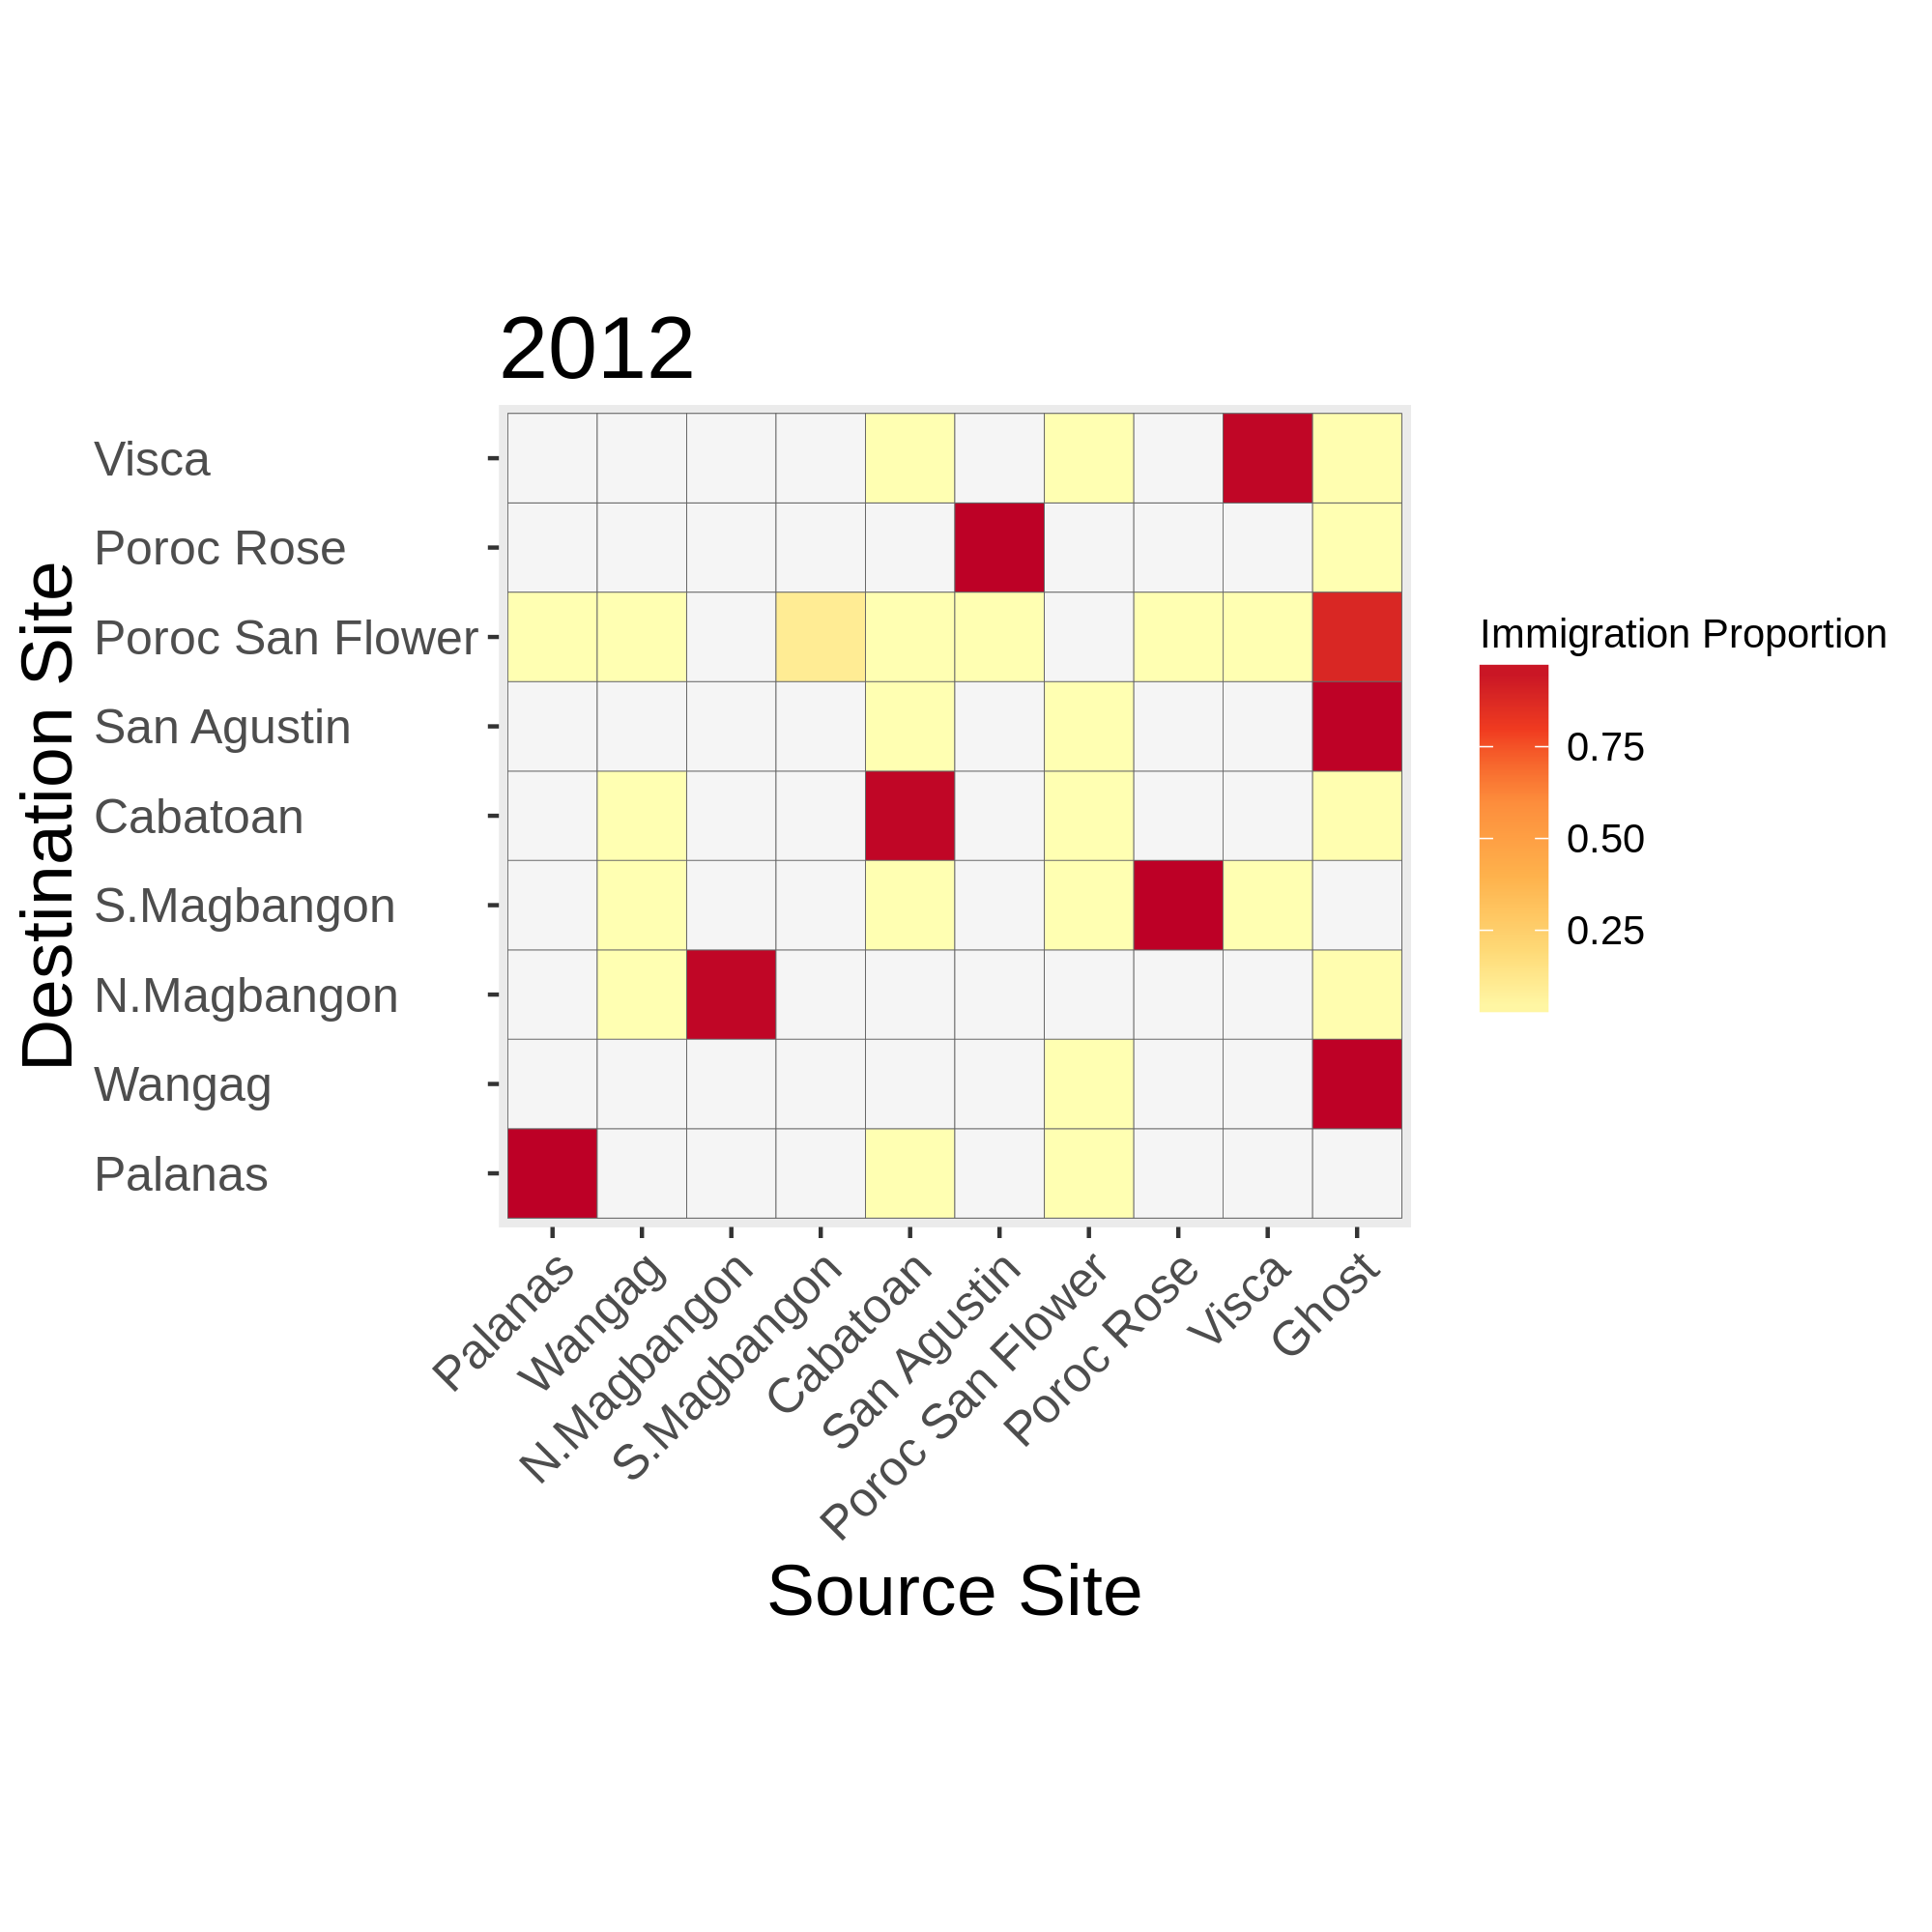 2012
Destination Site
Visca
Poroc Rose
Poroc San Flower
San Agustin
Cabatoan
S.Magbangon
N.Magbangon
Wangag
Palanas
Immigration Proportion
0.75
0.50
0.25
Palanas
Wangag
N.Magbangon
S.Magbangon
Cabatoan
San Agustin
Poroc San Flower
Poroc Rose
Visca
Ghost
Source Site